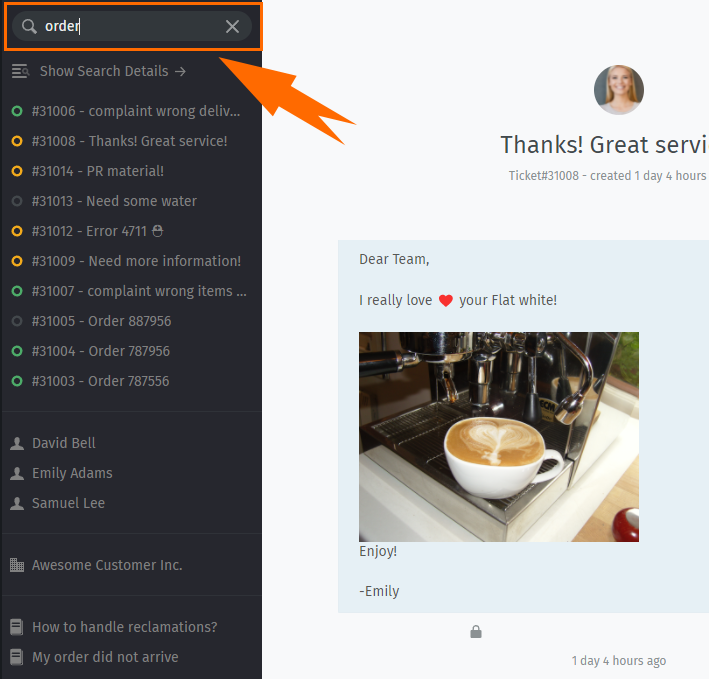 order
Show Search Details →
#31006 - complaint wrong deliv...
#31008 - Thanks! Great service!
#31014 - PR material!
#31013 - Need some water
#31012 - Error 4711 ⛄
#31009 - Need more information!
#31007 - complaint wrong items ...
#31005 - Order 887956
#31004 - Order 787956
#31003 - Order 787556
David Bell
Emily Adams
Samuel Lee
Awesome Customer Inc.
How to handle reclamations?
My order did not arrive
Thanks! Great servi
Ticket#31008 - created 1 day 4 hours
Dear Team,
I really love ❤ your Flat white!
ECM
Enjoy!
-Emily
1 day 4 hours ago